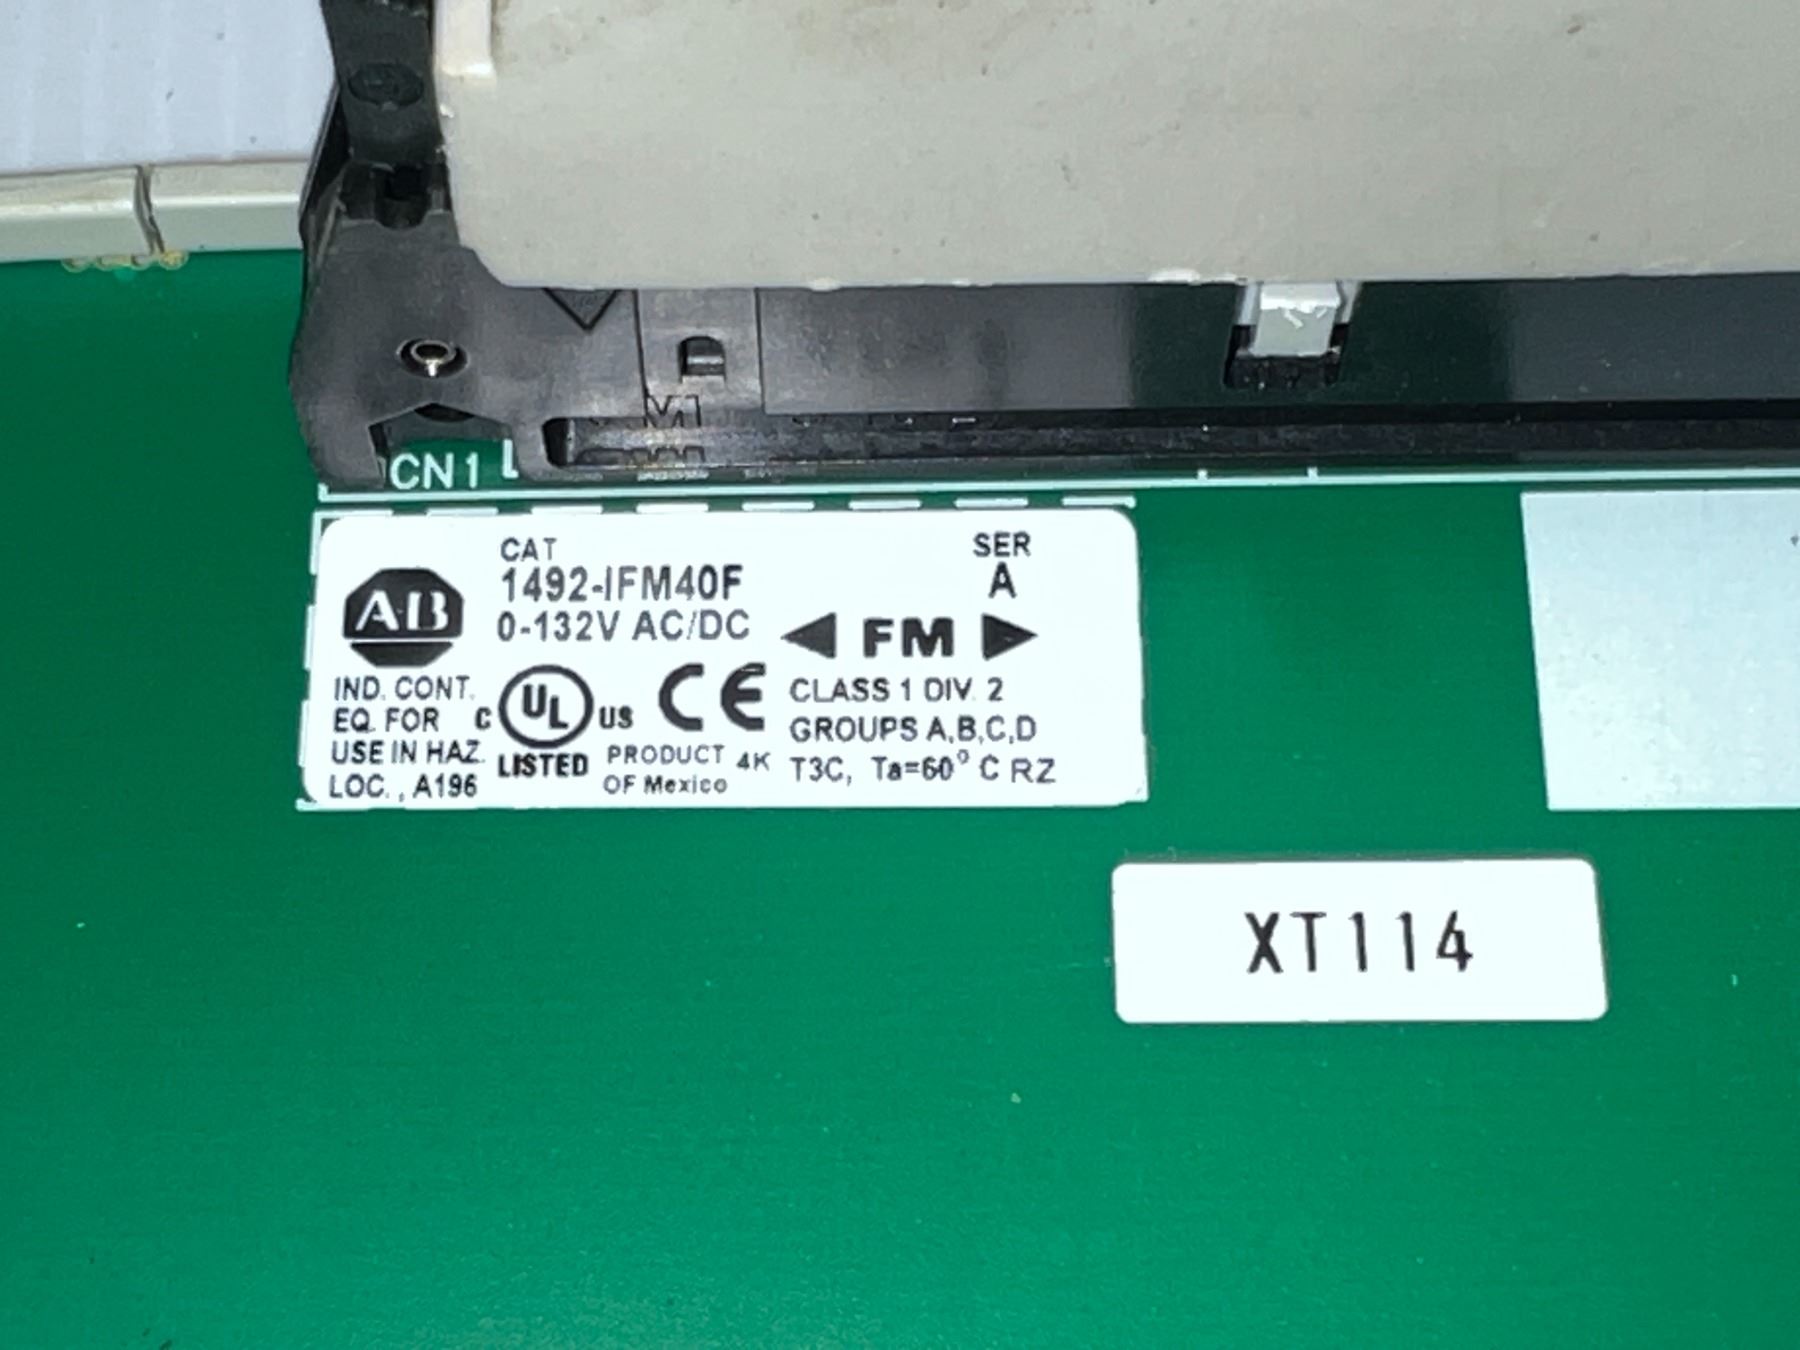 CN1
CAT
1492-IFM40F
0-132V AC/DC
SER
A
AB
FM
IND. CONT.
EQ. FOR
USE IN HAZ.
LOC., A196
C UL US
LISTED
CE
PRODUCT 4K
OF Mexico
CLASS 1 DIV. 2
GROUPS A,B,C,D
T3C, Ta=60° C RZ
XT114